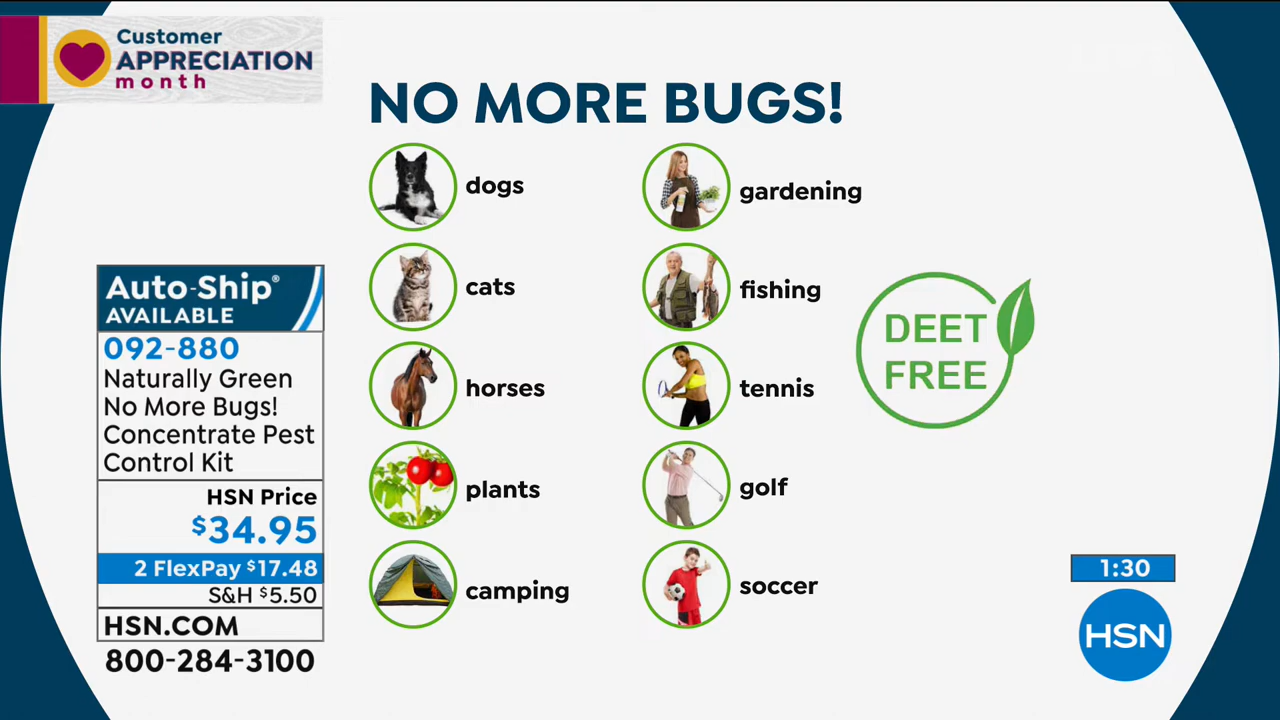 Customer
APPRECIATION
month
NO MORE BUGS!
dogs
cats
horses
plants
camping
gardening
fishing
tennis
golf
soccer
DEET
FREE
Auto-Ship®
AVAILABLE
092-880
Naturally Green
No More Bugs!
Concentrate Pest
Control Kit
HSN Price
$34.95
2 FlexPay $17.48
S&H $5.50
HSN.COM
800-284-3100
1:30
HSN